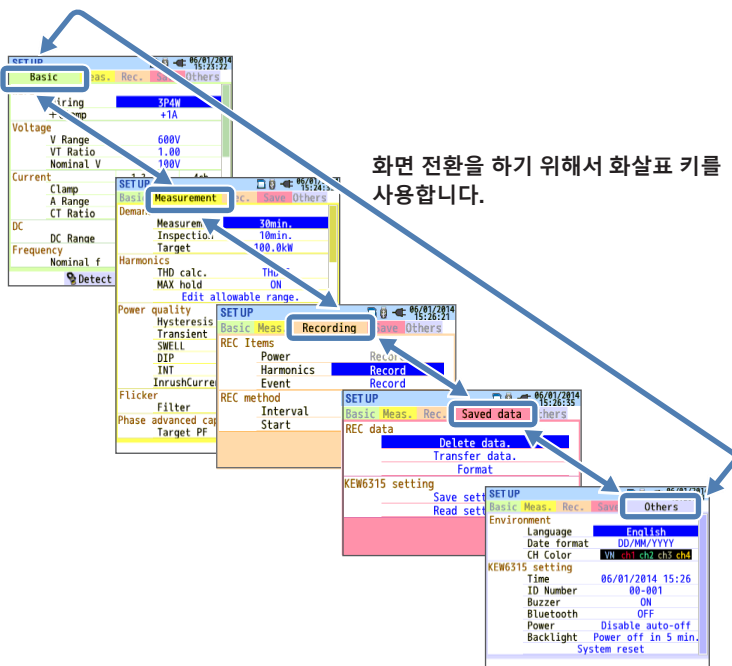 SET UP
06/01/2014
15:23:22
Basic
Meas. Rec.
Others
3P4W
+1A
Voltage
V Range 600V
VT Ratio 1.00
Nominal V 100V
Current
Clamp
A Range
CT Ratio
DC
DC Range
Frequency
Nominal f
Detect
화면 전환을 하기 위해서 화살표 키를
사용합니다.
SET UP
Measurement
Save Others
30min.
Inspection 10min.
Target 100.0kW
Harmonics
THD calc.
MAX hold ON
Edit allowable range.
Power quality
Hysteresis
Transient
SWELL
DIP
INT
Flicker
Filter
Phase advanced
Target PF
SET UP 06/01/2014
15:26:21
Basic Meas. Recording Others
REC Items
Power Record
Harmonics Record
Event Record
REC method
Interval
Start
SET UP 06/01/2014
15:26:35
Basic Meas. Rec. Saved data
REC data
Delete data.
Transfer data.
Format
KEW6315 setting
Save
Read
SET UP
Basic Meas. Rec. Others
Environment
Language English
Date format DD/MM/YYYY
CH Color VN ch1 ch2 ch3 ch4
KEW6315 setting
Time 06/01/2014 15:26
ID Number 00-001
Buzzer ON
Bluetooth OFF
Power Disable auto-off
Backlight Power off in 5 min.
System reset